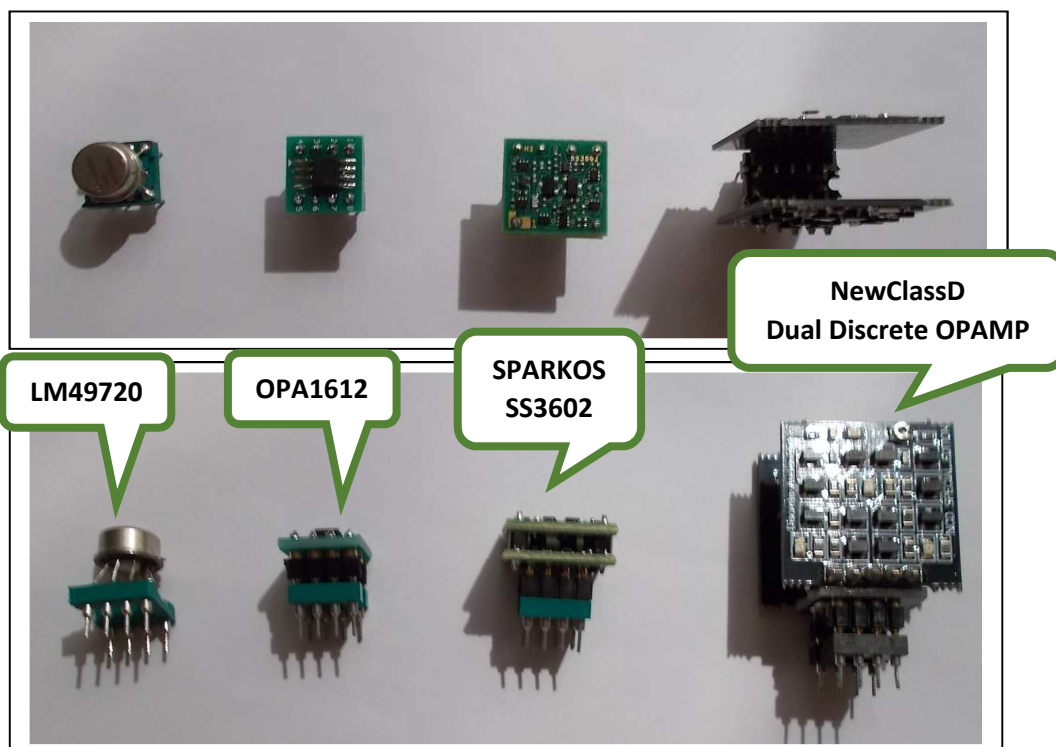 NewClassD
Dual Discrete OPAMP
LM49720
OPA1612
SPARKOS
SS3602